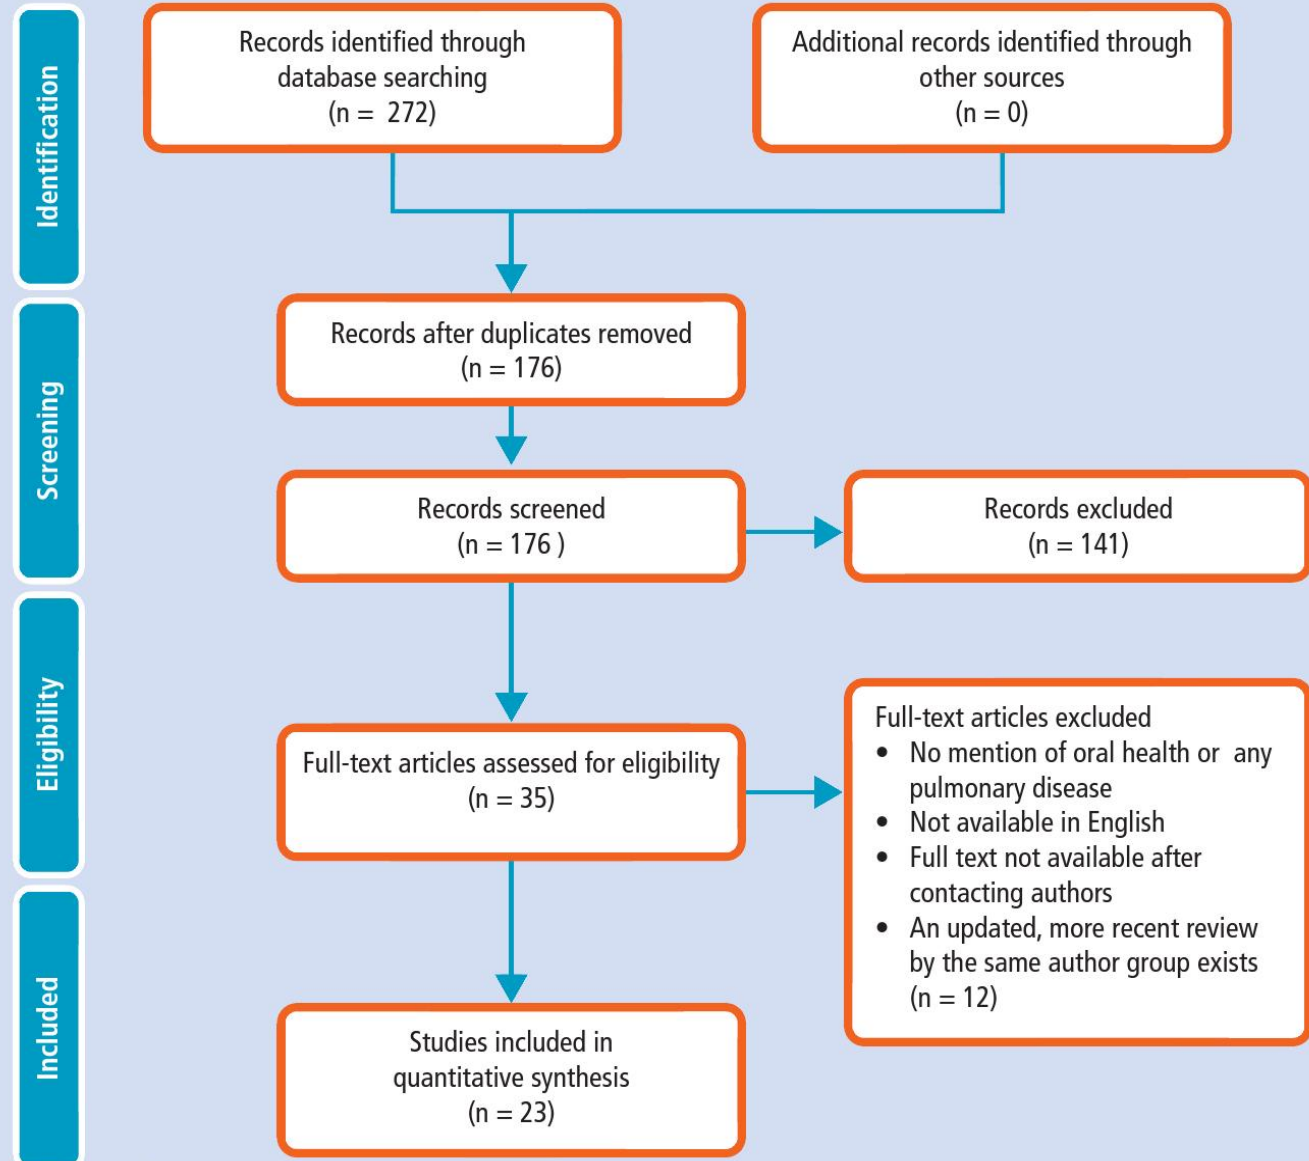 Identification
Records identified through
database searching
(n = 272)
Additional records identified through
other sources
(n = 0)
Screening
Records after duplicates removed
(n = 176)
Records screened
(n = 176 )
Records excluded
(n = 141)
Eligibility
Full-text articles assessed for eligibility
(n = 35)
Full-text articles excluded
• No mention of oral health or any
pulmonary disease
• Not available in English
• Full text not available after
contacting authors
• An updated, more recent review
by the same author group exists
(n = 12)
Included
Studies included in
quantitative synthesis
(n = 23)